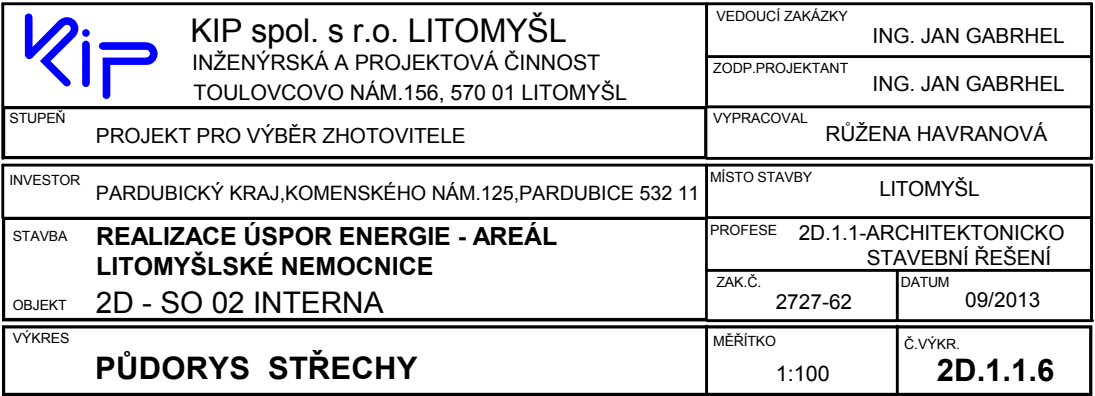 KiP
KIP spol. s r.o. LITOMYŠL
INŽENÝRSKÁ A PROJEKTOVÁ ČINNOST
TOULOVCOVO NÁM.156, 570 01 LITOMYŠL
VEDOUCÍ ZAKÁZKY
ING. JAN GABRHEL
ZODP.PROJEKTANT
ING. JAN GABRHEL
STUPEŇ
PROJEKT PRO VÝBĚR ZHOTOVITELE
VYPRACOVAL
RŮŽENA HAVRANOVÁ
INVESTOR
PARDUBICKÝ KRAJ,KOMENSKÉHO NÁM.125,PARDUBICE 532 11
MÍSTO STAVBY
LITOMYŠL
STAVBA
REALIZACE ÚSPOR ENERGIE - AREÁL
LITOMYŠLSKÉ NEMOCNICE
OBJEKT
2D - SO 02 INTERNA
PROFESE
2D.1.1-ARCHITEKTONICKO
STAVEBNÍ ŘEŠENÍ
ZAK.Č.
2727-62
DATUM
09/2013
VÝKRES
PŮDORYS STŘECHY
MĚŘÍTKO
1:100
Č.VÝKR.
2D.1.1.6